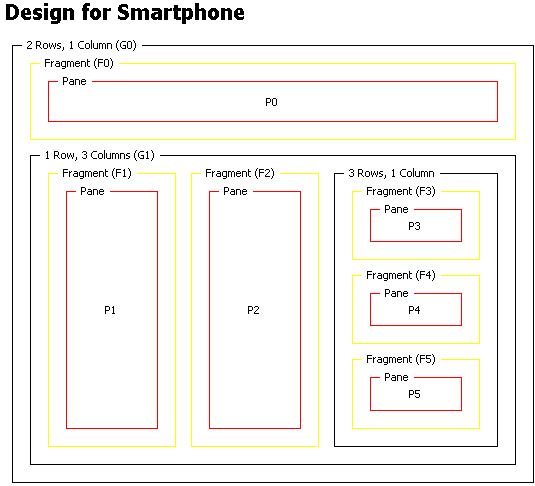 Design for Smartphone
2 Rows, 1 Column (G0)
Fragment (F0)
Pane
P0
1 Row, 3 Columns (G1)
Fragment (F1)
Pane
P1
Fragment (F2)
Pane
P2
3 Rows, 1 Column
Fragment (F3)
Pane
P3
Fragment (F4)
Pane
P4
Fragment (F5)
Pane
P5